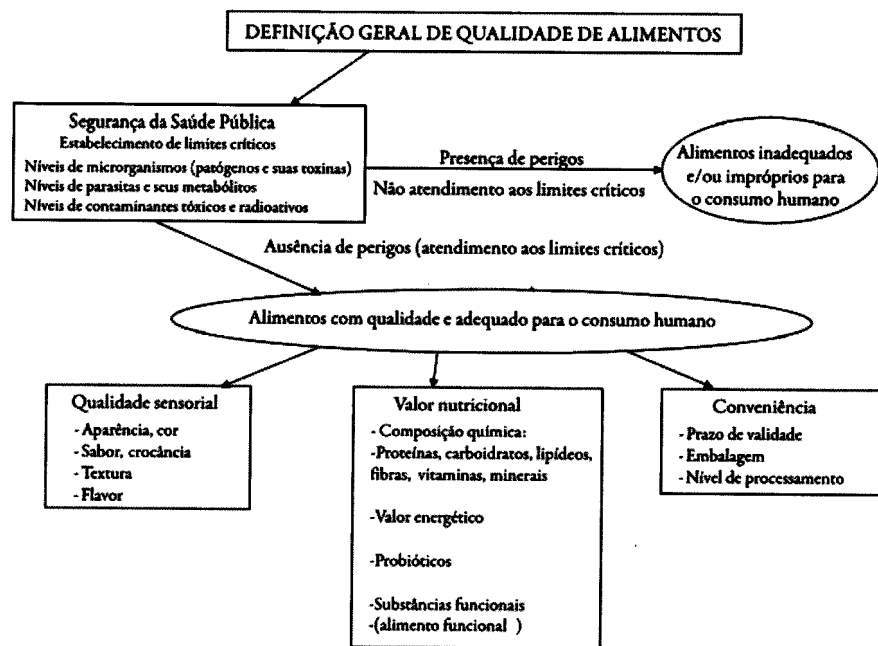 DEFINIÇÃO GERAL DE QUALIDADE DE ALIMENTOS
Segurança da Saúde Pública
Estabelecimento de limites críticos
Níveis de microrganismos (patógenos e suas toxinas)
Níveis de parasitas e seus metabólitos
Níveis de contaminantes tóxicos e radioativos
Presença de perigos
Não atendimento aos limites críticos
Alimentos inadequados
e/ou impróprios para
o consumo humano
Ausência de perigos (atendimento aos limites críticos)
Alimentos com qualidade e adequado para o consumo humano
Qualidade sensorial
- Aparência, cor
- Sabor, crocância
- Textura
- Flavor
Valor nutricional
- Composição química:
-Proteínas, carboidratos, lipídeos,
fibras, vitaminas, minerais
-Valor energético
-Probióticos
-Substâncias funcionais
-(alimento funcional )
Conveniência
- Prazo de validade
- Embalagem
- Nível de processamento